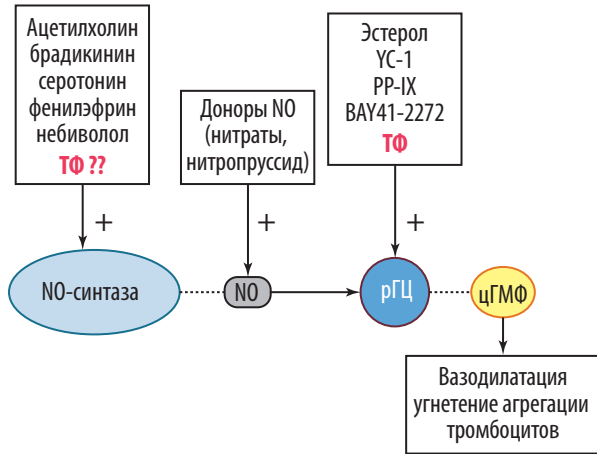 Ацетилхолин
брадикинин
серотонин
фенилэфрин
небиволол
ТФ ??
+
Доноры NO
(нитраты,
нитропруссид)
+
Эстерол
YC-1
PP-IX
BAY41-2272
ТФ
+
NO-синтаза
NO
рГЦ
цГМФ
Вазодилатация
угнетение агрегации
тромбоцитов